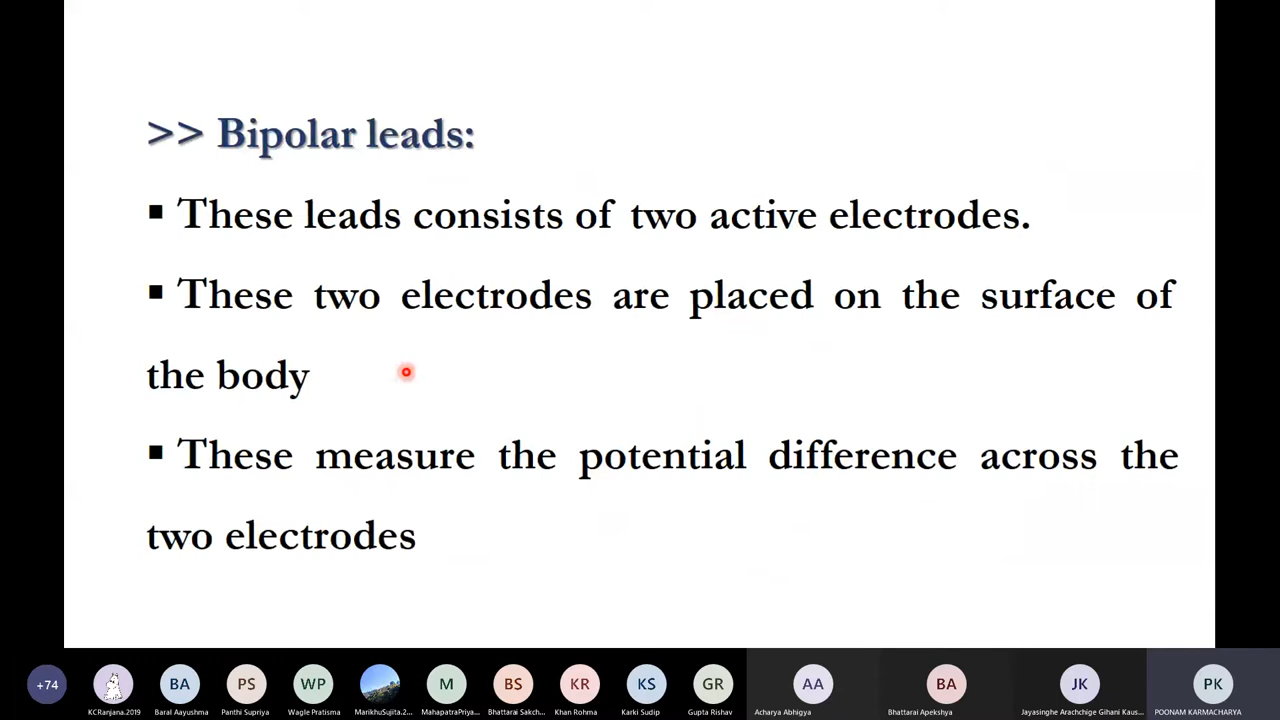 >> Bipolar leads:
▪ These leads consists of two active electrodes.
▪ These two electrodes are placed on the surface of
the body
▪ These measure the potential difference across the
two electrodes
+74
BA
PS
WP
M
BS
KR
KS
GR
AA
BA
JK
PK
KCRanjana.2019
Baral Aayushma
Panthi Supriya
Wagle Pratisma
MarikhuSujita.2...
MahapatraPriya...
Bhattarai Sakch...
Khan Rohma
Karki Sudip
Gupta Rishav
Acharya Abhigya
Bhattarai Apekshya
Jayasinghe Arachchige Gihani Kaus...
POONAM KARMACHARYA